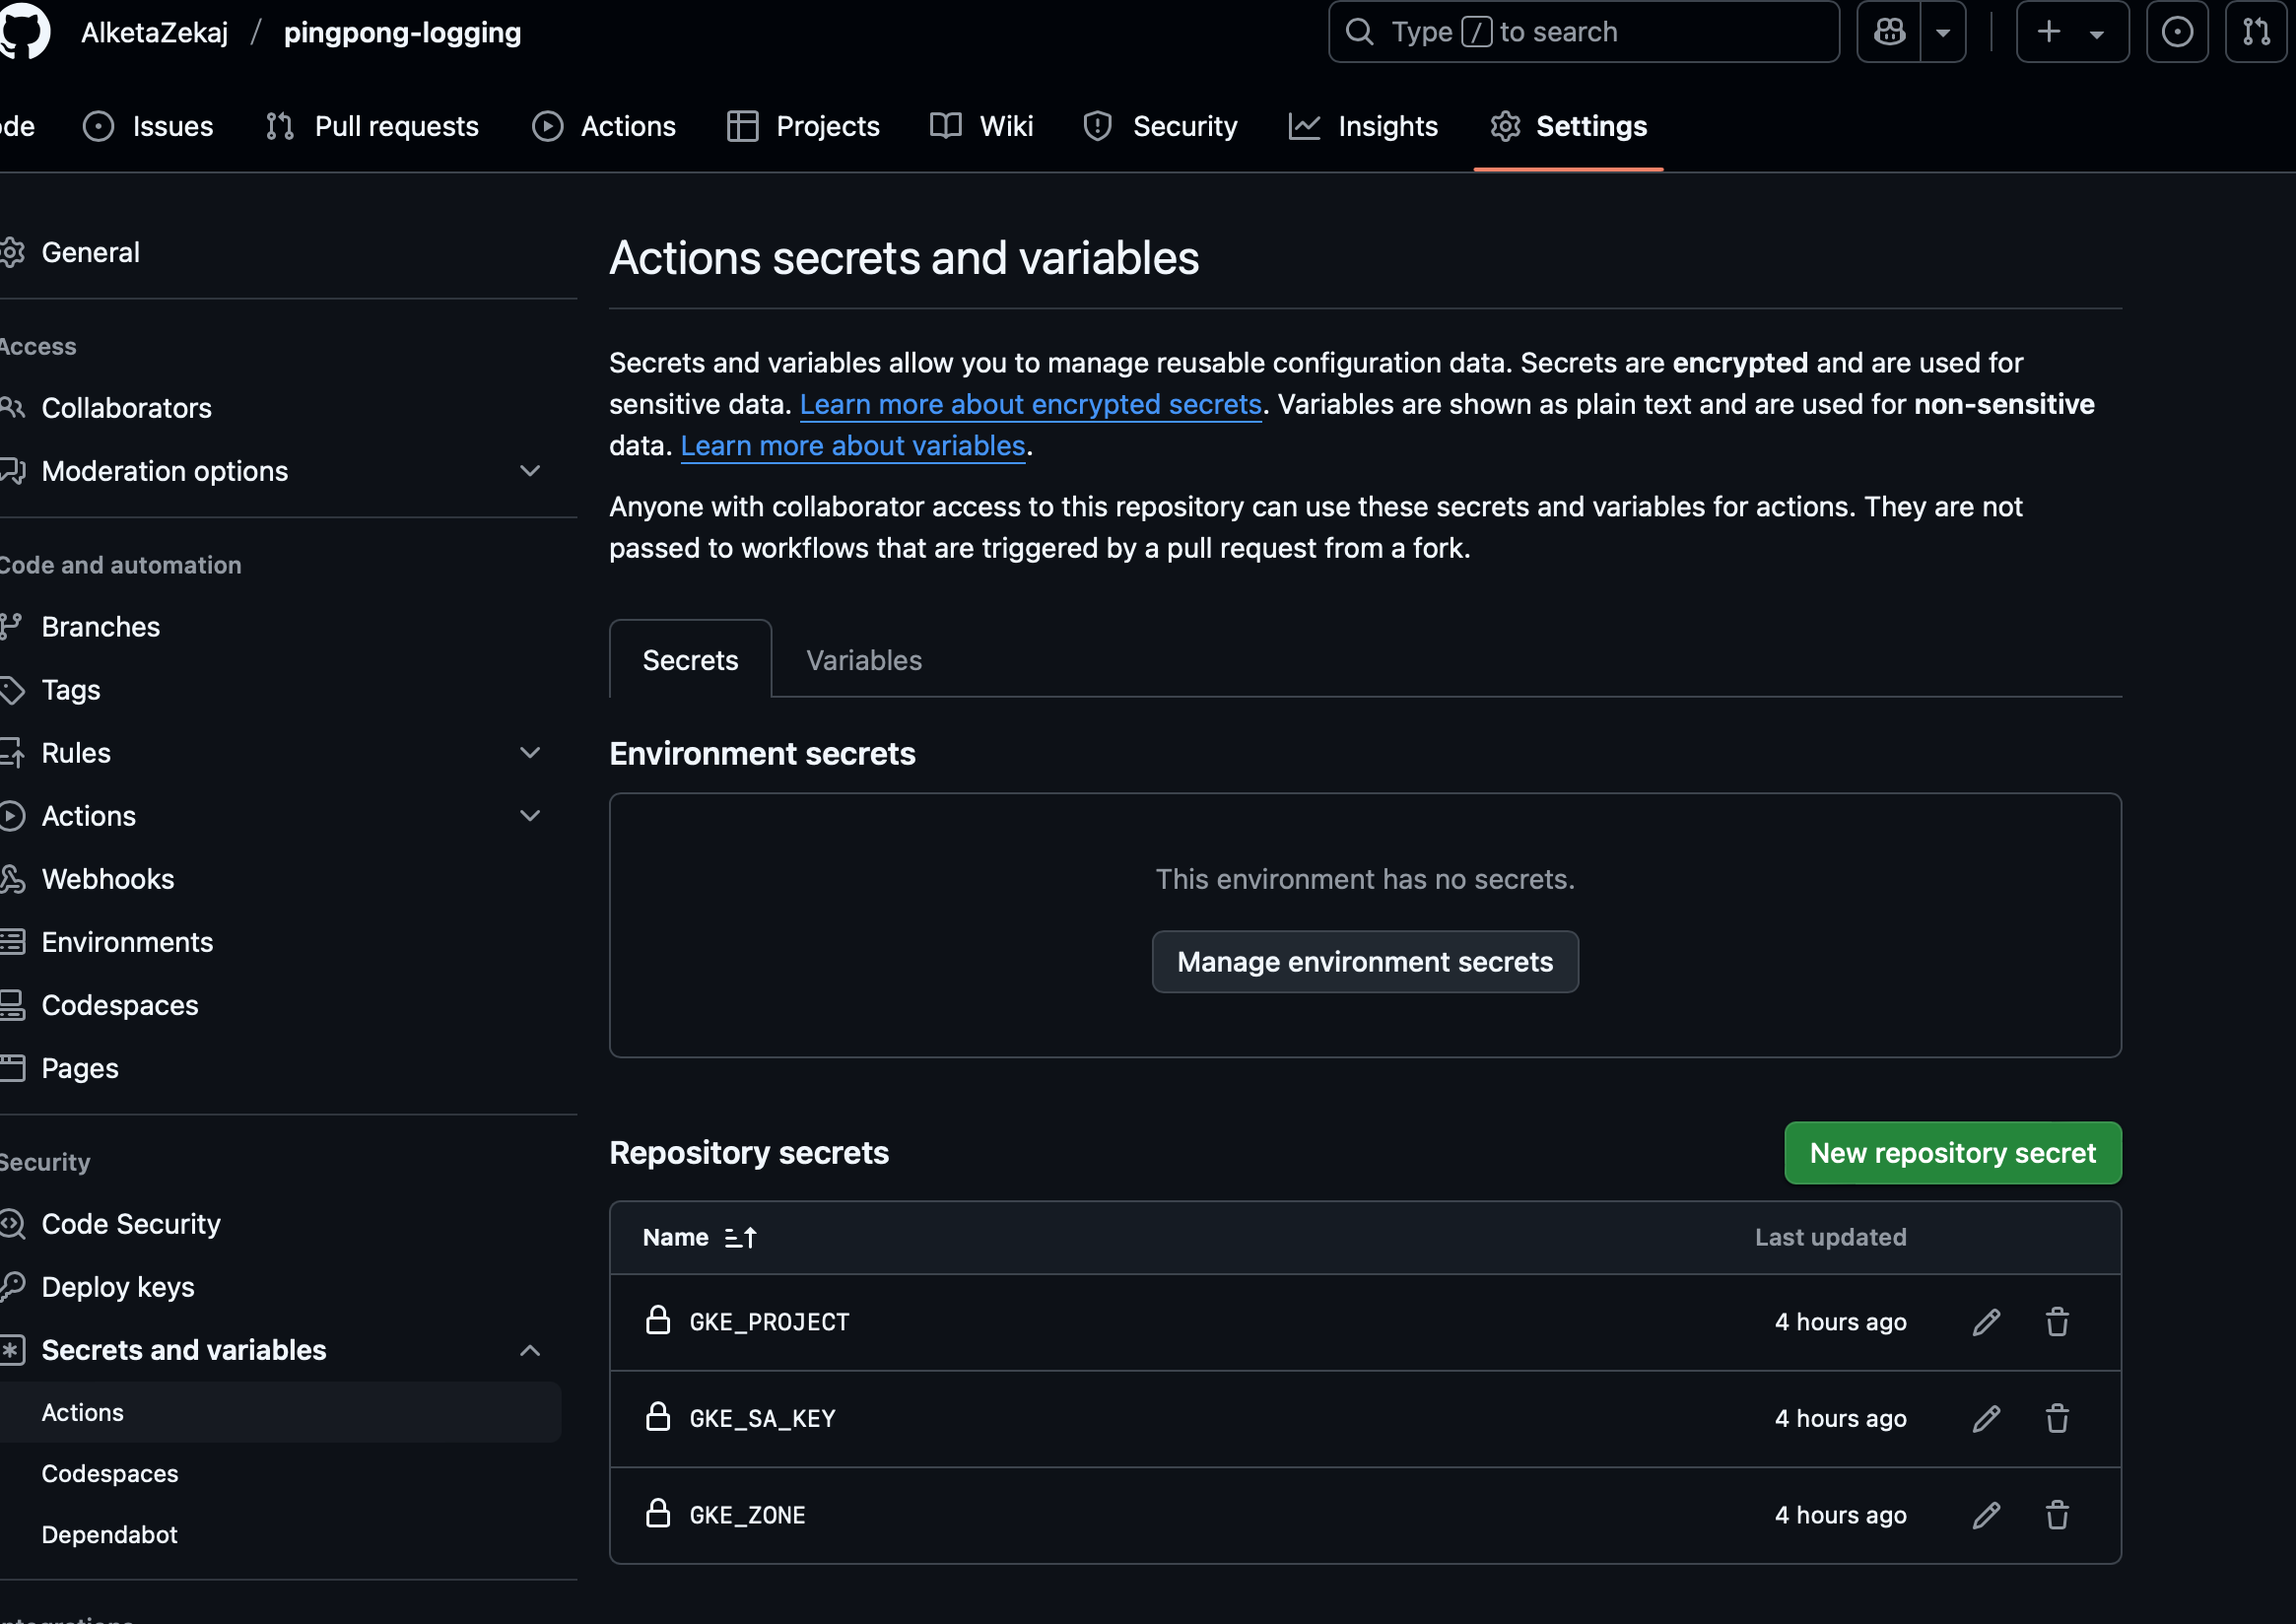 AlketaZekaj / pingpong-logging
Type / to search
ode
Issues
Pull requests
Actions
Projects
Wiki
Security
Insights
Settings
General
Access
Collaborators
Moderation options
Code and automation
Branches
Tags
Rules
Actions
Webhooks
Environments
Codespaces
Pages
Security
Code Security
Deploy keys
Secrets and variables
Actions
Codespaces
Dependabot
Actions secrets and variables
Secrets and variables allow you to manage reusable configuration data. Secrets are encrypted and are used for
sensitive data. Learn more about encrypted secrets. Variables are shown as plain text and are used for non-sensitive
data. Learn more about variables.
Anyone with collaborator access to this repository can use these secrets and variables for actions. They are not
passed to workflows that are triggered by a pull request from a fork.
Secrets
Variables
Environment secrets
This environment has no secrets.
Manage environment secrets
Repository secrets
New repository secret
Name
Last updated
GKE_PROJECT
4 hours ago
GKE_SA_KEY
4 hours ago
GKE_ZONE
4 hours ago